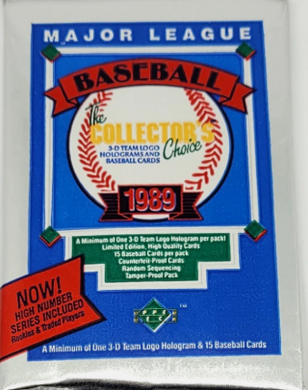 MAJOR LEAGUE
BASEBALL
The
COLLECTOR'S
3-D TEAM LOGO
HOLOGRAMS AND
BASEBALL CARDS
Choice
1989
A Minimum of One 3-D Team Logo Hologram per pack!
Limited Edition, High Quality Cards
15 Baseball Cards per pack
Counterfeit-Proof Cards
Random Sequencing
Tamper-Proof Pack
NOW!
HIGH NUMBER
SERIES INCLUDED
Rookies & Traded Players
UPPER
DECK
™
A Minimum of One 3-D Team Logo Hologram & 15 Baseball Cards